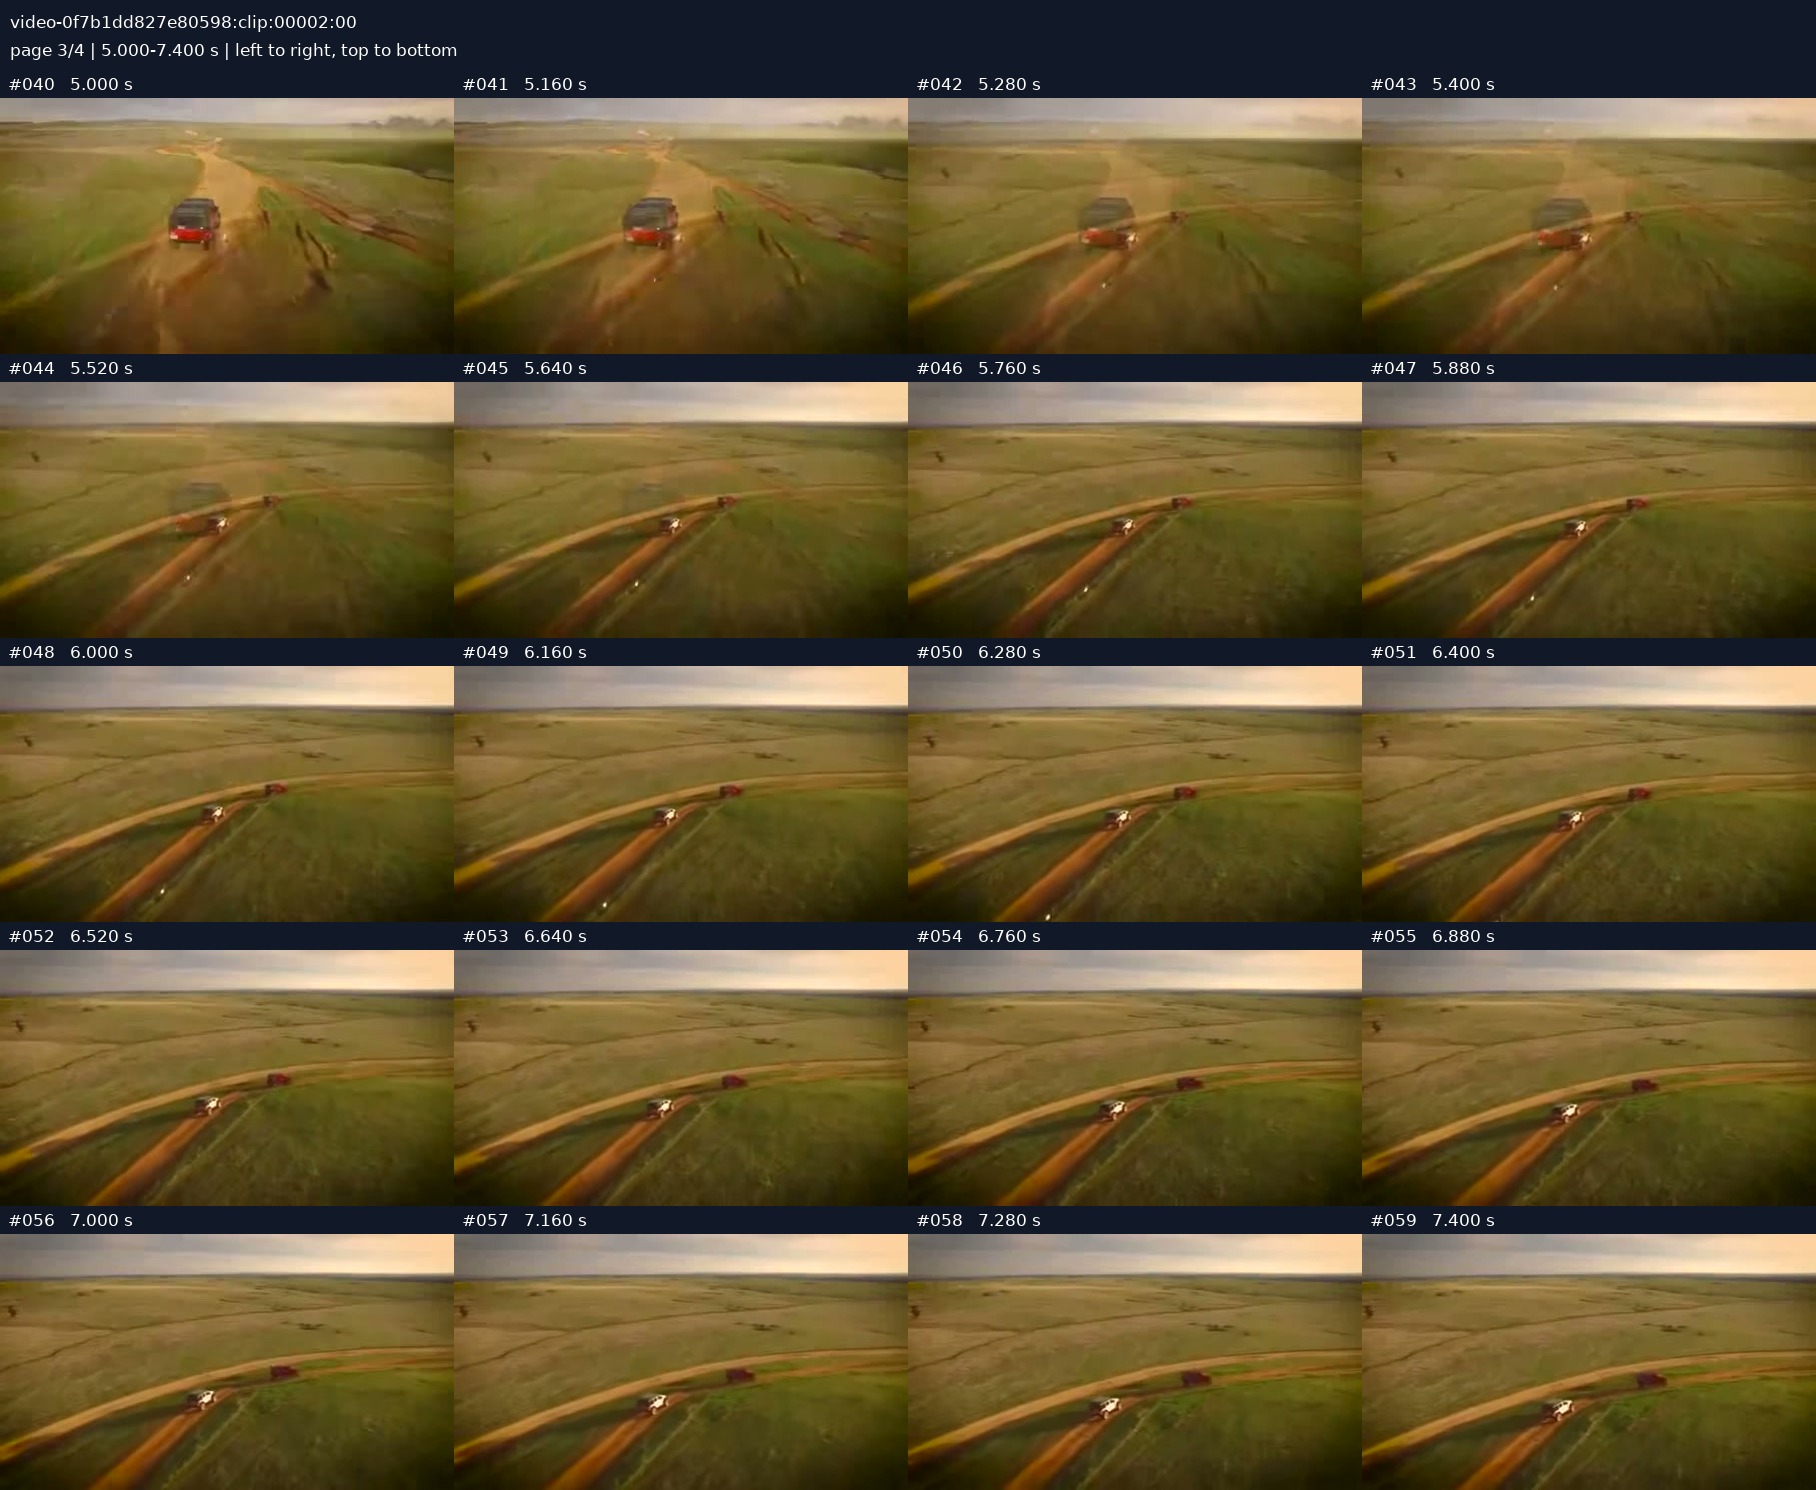 video-0f7b1dd827e80598:clip:00002:00
page 3/4 | 5.000-7.400 s | left to right, top to bottom
#040 5.000 s
#041 5.160 s
#042 5.280 s
#043 5.400 s
#044 5.520 s
#045 5.640 s
#046 5.760 s
#047 5.880 s
#048 6.000 s
#049 6.160 s
#050 6.280 s
#051 6.400 s
#052 6.520 s
#053 6.640 s
#054 6.760 s
#055 6.880 s
#056 7.000 s
#057 7.160 s
#058 7.280 s
#059 7.400 s